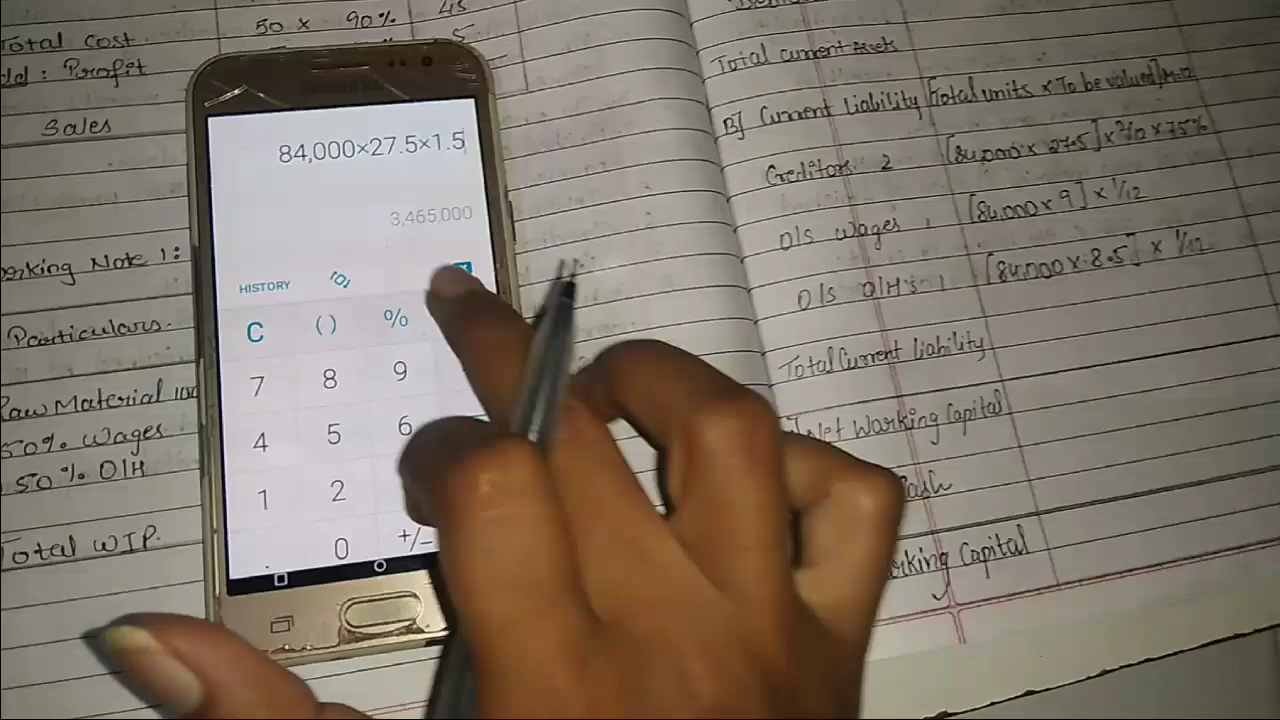 Total Cost 50 x 90% 45
Add: Profit 5
Sales
Working Note 1:
Particulars.
Raw Material
50% Wages
50% O|H
Total WIP.
84,000×27.5×1.5
3,465,000
HISTORY
C () %
7 8 9
4 5 6
1 2
. 0 +/-
Total current Assets
B] Current Liability [Total units x To be valued]
Creditors 2 [84,000 x 27.5] x 2/12 x 75%
O|S Wages 1 [84,000 x 9] x 1/12
O|S O|H's 1 [84,000 x 8.5] x 1/12
Total Current Liability
Net Working Capital
Cash
Working Capital